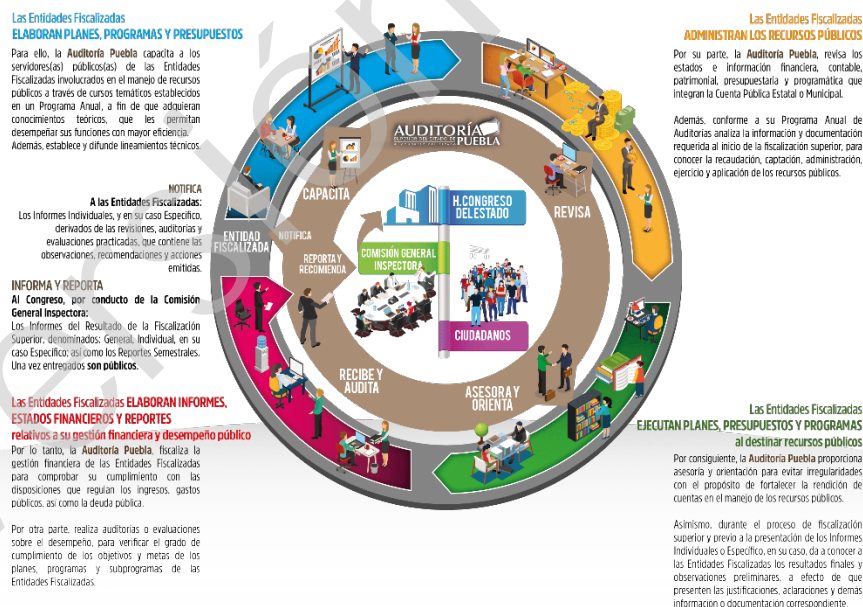 Las Entidades Fiscalizadas
ELABORAN PLANES, PROGRAMAS Y PRESUPUESTOS
Para ello, la Auditoría Puebla capacita a los
servidores(as) públicos(as) de las Entidades
Fiscalizadas involucrados en el manejo de recursos
públicos a través de cursos temáticos establecidos
en un Programa Anual, a fin de que adquieran
conocimientos teóricos, que les permitan
desempeñar sus funciones con mayor eficiencia.
Además, establece y difunde lineamientos técnicos.
NOTIFICA
A las Entidades Fiscalizadas:
Los Informes Individuales, y en su caso Específico,
derivados de las revisiones, auditorías y
evaluaciones practicadas, que contiene las
observaciones, recomendaciones y acciones
emitidas.
INFORMA Y REPORTA
Al Congreso, por conducto de la Comisión
General Inspectora:
Los Informes del Resultado de la Fiscalización
Superior, denominados: General, Individual, en su
caso Específico; así como los Reportes Semestrales.
Una vez entregados son públicos.
Las Entidades Fiscalizadas ELABORAN INFORMES,
ESTADOS FINANCIEROS Y REPORTES
relativos a su gestión financiera y desempeño público
Por lo tanto, la Auditoría Puebla, fiscaliza la
gestión financiera de las Entidades Fiscalizadas
para comprobar su cumplimiento con las
disposiciones que regulan los ingresos, gastos
públicos, así como la deuda pública.
Por otra parte, realiza auditorías o evaluaciones
sobre el desempeño, para verificar el grado de
cumplimiento de los objetivos y metas de los
planes, programas y subprogramas de las
Entidades Fiscalizadas.
AUDITORÍA
PUEBLA
CAPACITA
REVISA
ENTIDAD
FISCALIZADA
NOTIFICA
REPORTA Y
RECOMIENDA
H. CONGRESO
DEL ESTADO
COMISIÓN GENERAL
INSPECTORA
CIUDADANOS
RECIBE Y
AUDITA
ASESORA Y
ORIENTA
Las Entidades Fiscalizadas
ADMINISTRAN LOS RECURSOS PÚBLICOS
Por su parte, la Auditoría Puebla, revisa los
estados e información financiera, contable,
patrimonial, presupuestaria y programática que
integran la Cuenta Pública Estatal o Municipal.
Además, conforme a su Programa Anual de
Auditorías analiza la información y documentación
requerida al inicio de la fiscalización superior, para
conocer la recaudación, captación, administración,
ejercicio y aplicación de los recursos públicos.
Las Entidades Fiscalizadas
EJECUTAN PLANES, PRESUPUESTOS Y PROGRAMAS
al destinar recursos públicos
Por consiguiente, la Auditoría Puebla proporciona
asesoría y orientación para evitar irregularidades
con el propósito de fortalecer la rendición de
cuentas en el manejo de los recursos públicos.
Asimismo, durante el proceso de fiscalización
superior y previo a la presentación de los Informes
Individuales o Específico, en su caso, da a conocer a
las Entidades Fiscalizadas los resultados finales y
observaciones preliminares, a efecto de que
presenten las justificaciones, aclaraciones y demás
información o documentación correspondiente.